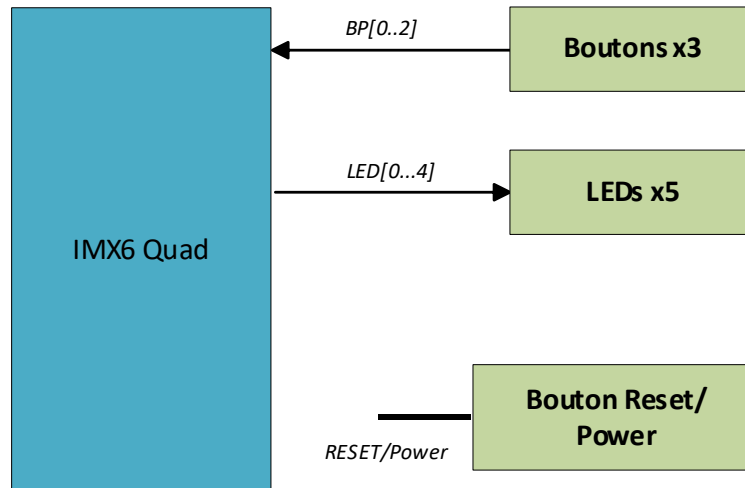 BP[0..2]
Boutons x3
LED[0...4]
LEDs x5
IMX6 Quad
Bouton Reset/
Power
RESET/Power